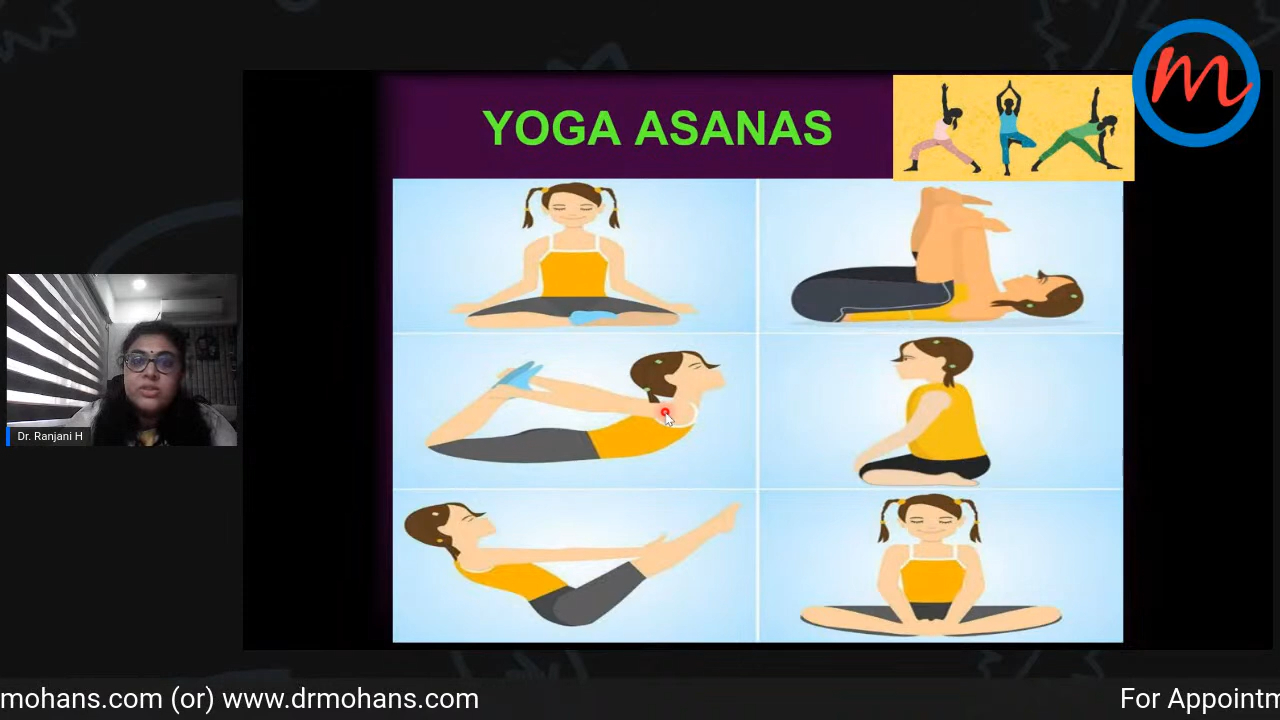 YOGA ASANAS
m
Dr. Ranjani H
mohans.com (or) www.drmohans.com
For Appointm